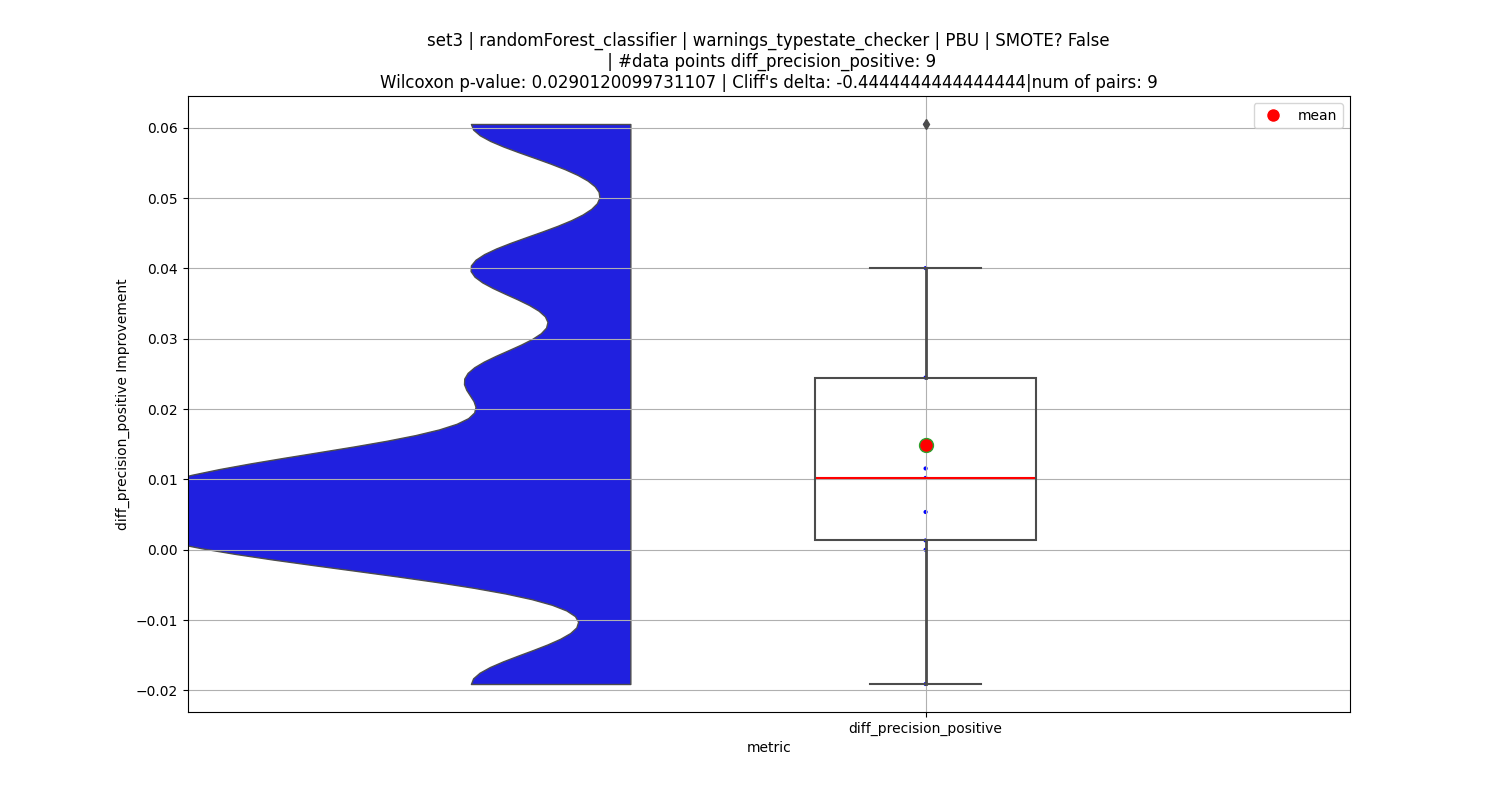 set3 | randomForest_classifier | warnings_typestate_checker | PBU | SMOTE? False
| #data points diff_precision_positive: 9
Wilcoxon p-value: 0.0290120099731107 | Cliff's delta: -0.4444444444444444|num of pairs: 9
mean
diff_precision_positive Improvement
0.06
0.05
0.04
0.03
0.02
0.01
0.00
−0.01
−0.02
diff_precision_positive
metric